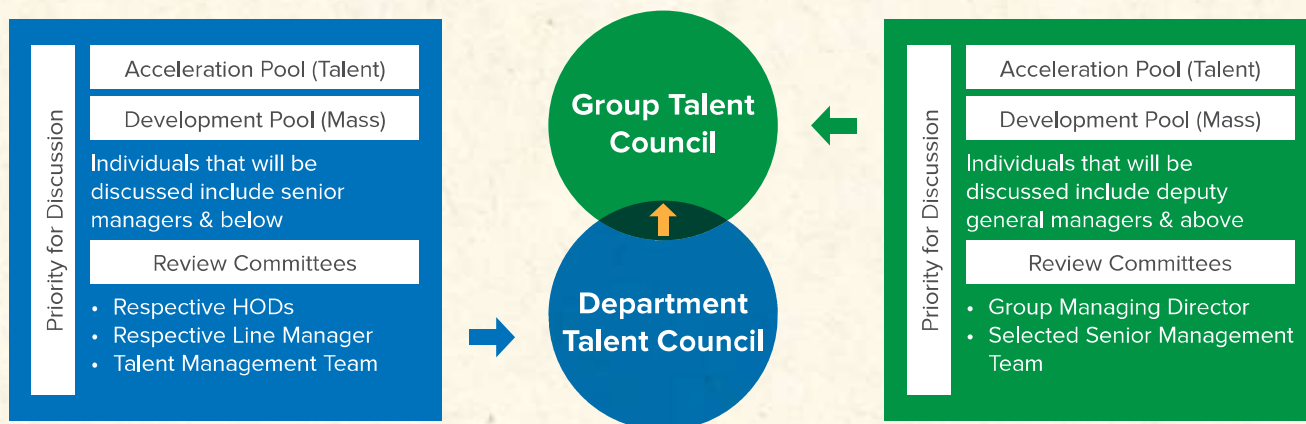 Priority for Discussion
Acceleration Pool (Talent)
Development Pool (Mass)
Individuals that will be
discussed include senior
managers & below
Review Committees
• Respective HODs
• Respective Line Manager
• Talent Management Team
Group Talent
Council
Department
Talent Council
Priority for Discussion
Acceleration Pool (Talent)
Development Pool (Mass)
Individuals that will be
discussed include deputy
general managers & above
Review Committees
• Group Managing Director
• Selected Senior Management
Team